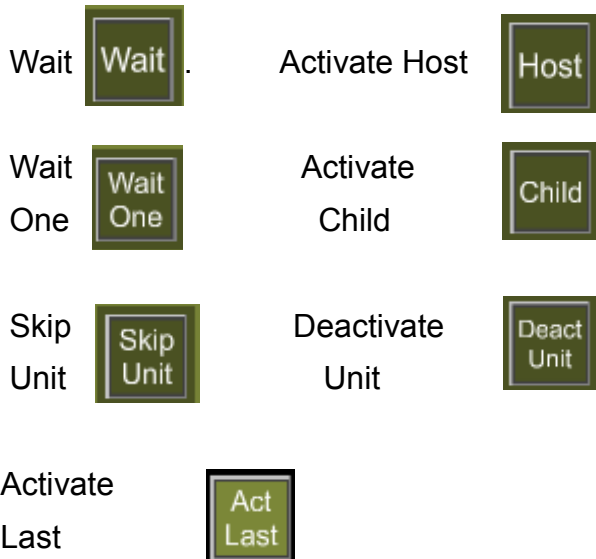 Wait Wait . Activate Host Host
Wait Wait Activate Child
One One Child
Skip Skip Deactivate Deact
Unit Unit Unit Unit
Activate Act
Last Last